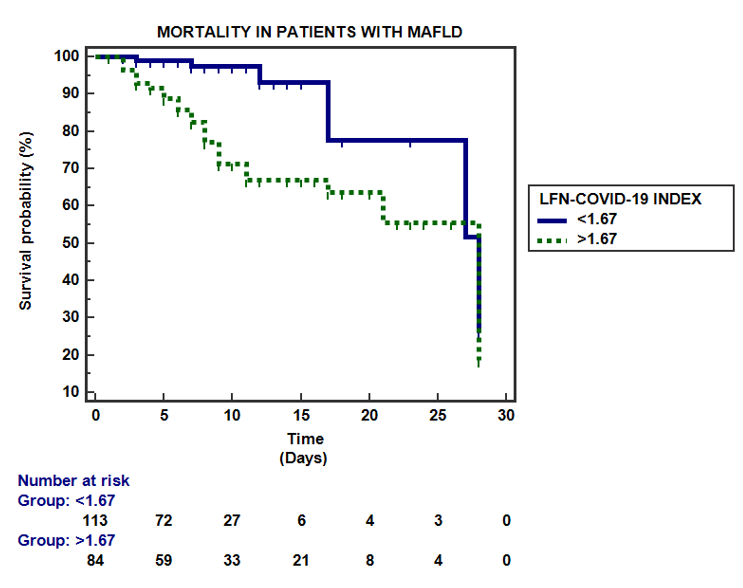 MORTALITY IN PATIENTS WITH MAFLD
Survival probability (%)
100
90
80
70
60
50
40
30
20
10
0 5 10 15 20 25 30
Time
(Days)
LFN-COVID-19 INDEX
<1.67
>1.67
Number at risk
Group: <1.67
113 72 27 6 4 3 0
Group: >1.67
84 59 33 21 8 4 0